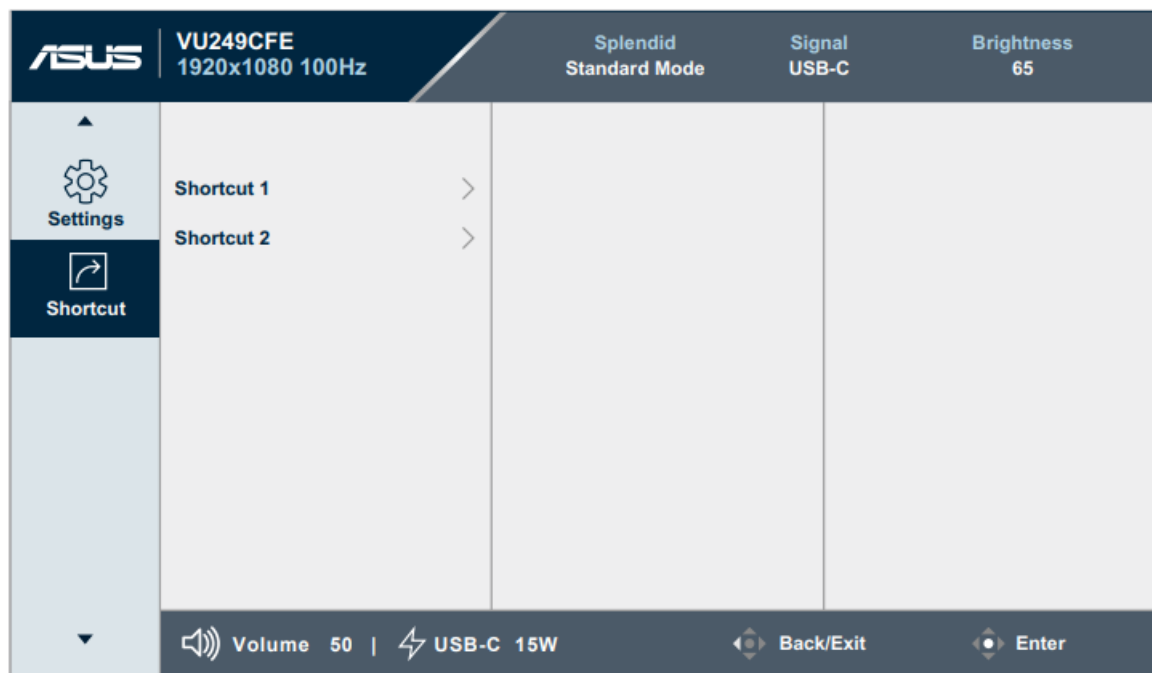 ASUS
VU249CFE
1920x1080 100Hz
Splendid
Standard Mode
Signal
USB-C
Brightness
65
Settings
Shortcut
Shortcut 1
Shortcut 2
Volume 50 | USB-C 15W
Back/Exit
Enter